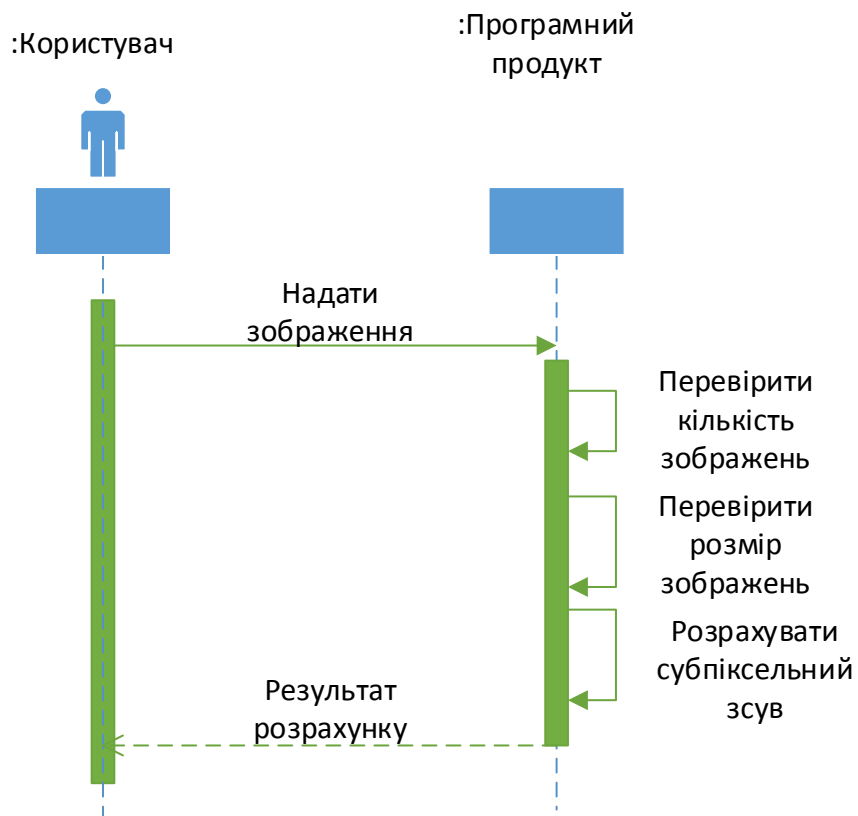 :Користувач
:Програмний
продукт
Надати
зображення
Перевірити
кількість
зображень
Перевірити
розмір
зображень
Розрахувати
субпіксельний
зсув
Результат
розрахунку